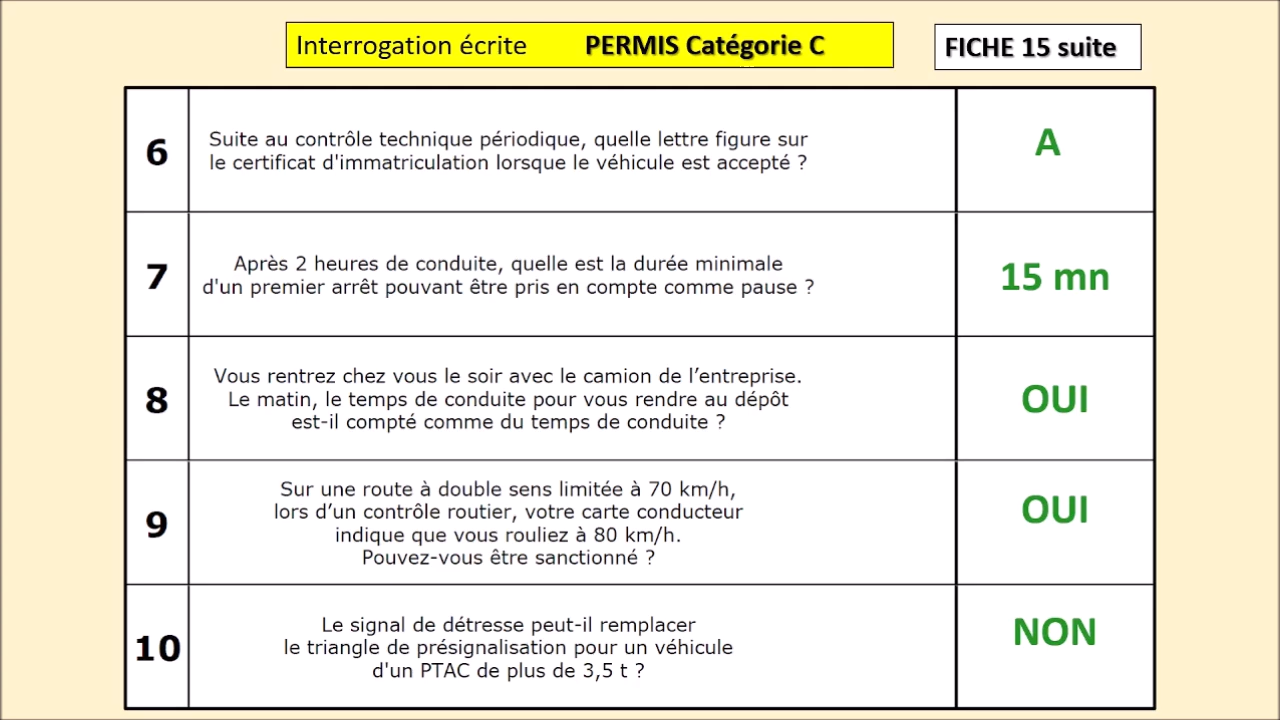 Interrogation écrite PERMIS Catégorie C
FICHE 15 suite
6
Suite au contrôle technique périodique, quelle lettre figure sur
le certificat d'immatriculation lorsque le véhicule est accepté ?
A
7
Après 2 heures de conduite, quelle est la durée minimale
d'un premier arrêt pouvant être pris en compte comme pause ?
15 mn
8
Vous rentrez chez vous le soir avec le camion de l’entreprise.
Le matin, le temps de conduite pour vous rendre au dépôt
est-il compté comme du temps de conduite ?
OUI
9
Sur une route à double sens limitée à 70 km/h,
lors d’un contrôle routier, votre carte conducteur
indique que vous rouliez à 80 km/h.
Pouvez-vous être sanctionné ?
OUI
10
Le signal de détresse peut-il remplacer
le triangle de présignalisation pour un véhicule
d'un PTAC de plus de 3,5 t ?
NON